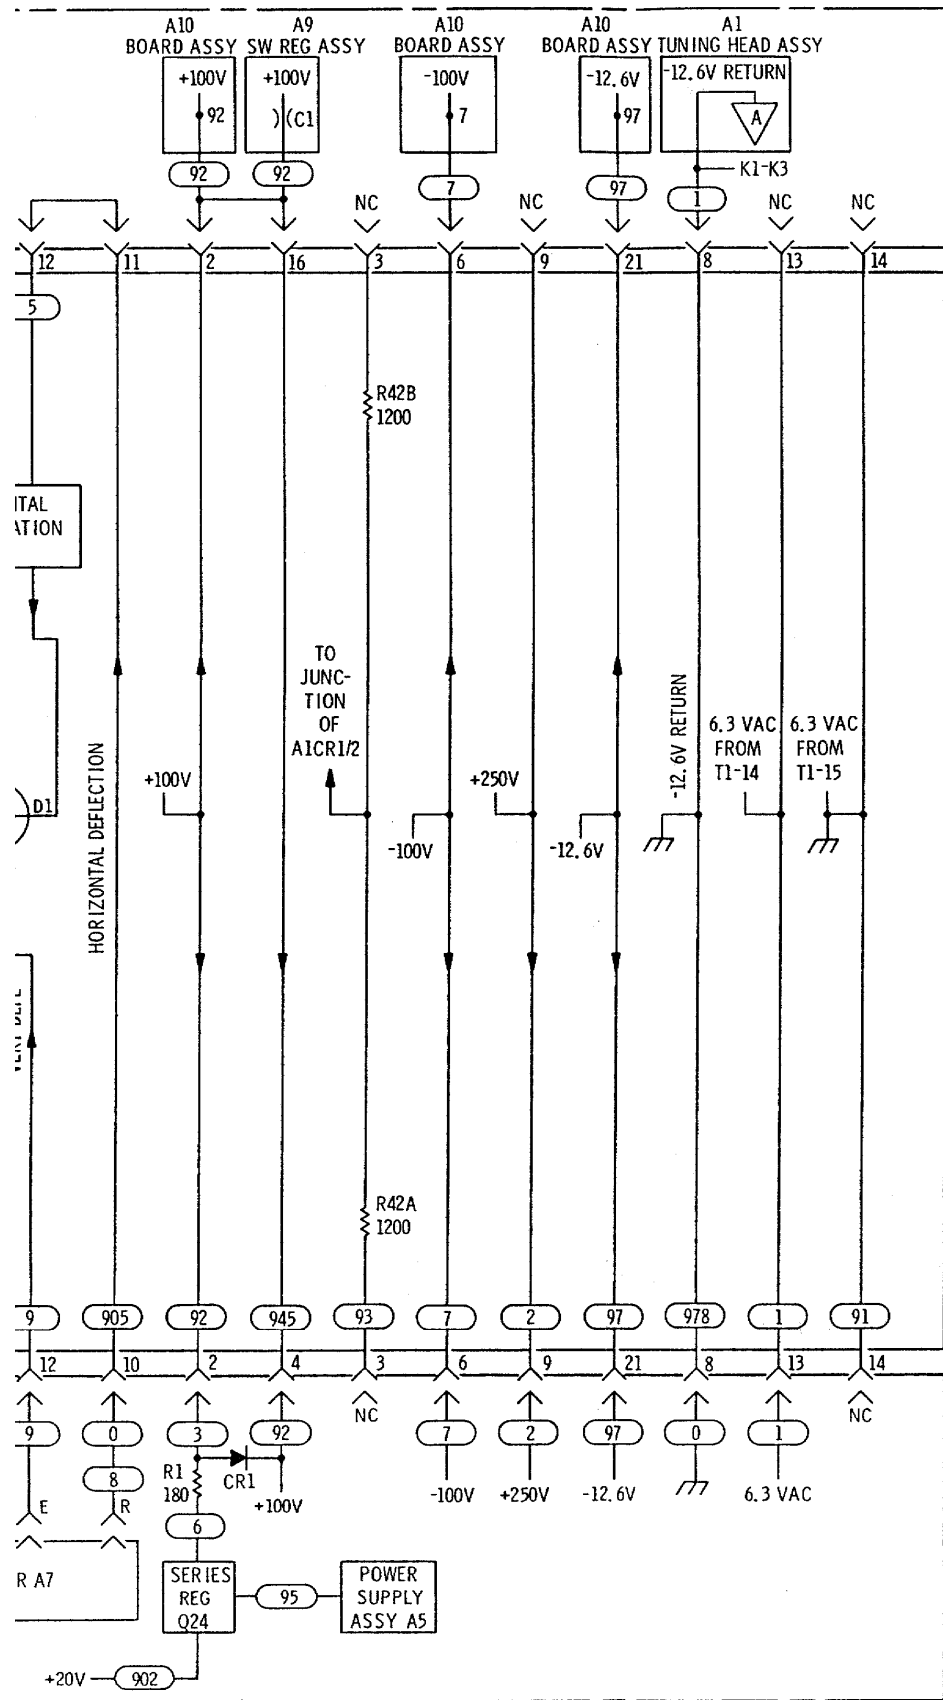 A10
BOARD ASSY
A9
SW REG ASSY
A10
BOARD ASSY
A10
BOARD ASSY
A1
TUNING HEAD ASSY
+100V
+100V
-100V
-12.6V
-12.6V RETURN
92
)(C1
7
97
A
K1-K3
92
92
7
97
1
NC
NC
NC
NC
12
11
2
16
3
6
9
21
8
13
14
5
R42B
1200
TO
JUNC-
TION
OF
A1CR1/2
-12.6V RETURN
6.3 VAC
FROM
T1-14
6.3 VAC
FROM
T1-15
HORIZONTAL DEFLECTION
+100V
+250V
D1
-100V
-12.6V
R42A
1200
9
905
92
945
93
7
2
97
978
1
91
12
10
2
4
3
6
9
21
8
13
14
NC
NC
9
0
3
92
7
2
97
0
1
8
R1
180
CR1
+100V
-100V
+250V
-12.6V
6.3 VAC
E
R
6
R A7
SERIES
REG
Q24
95
POWER
SUPPLY
ASSY A5
+20V
902